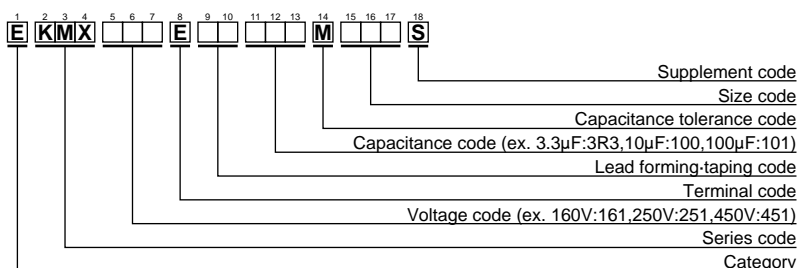 1 2 3 4 5 6 7 8 9 10 11 12 13 14 15 16 17 18
E KMX E M S
Supplement code
Size code
Capacitance tolerance code
Capacitance code (ex. 3.3μF:3R3,10μF:100,100μF:101)
Lead forming·taping code
Terminal code
Voltage code (ex. 160V:161,250V:251,450V:451)
Series code
Category